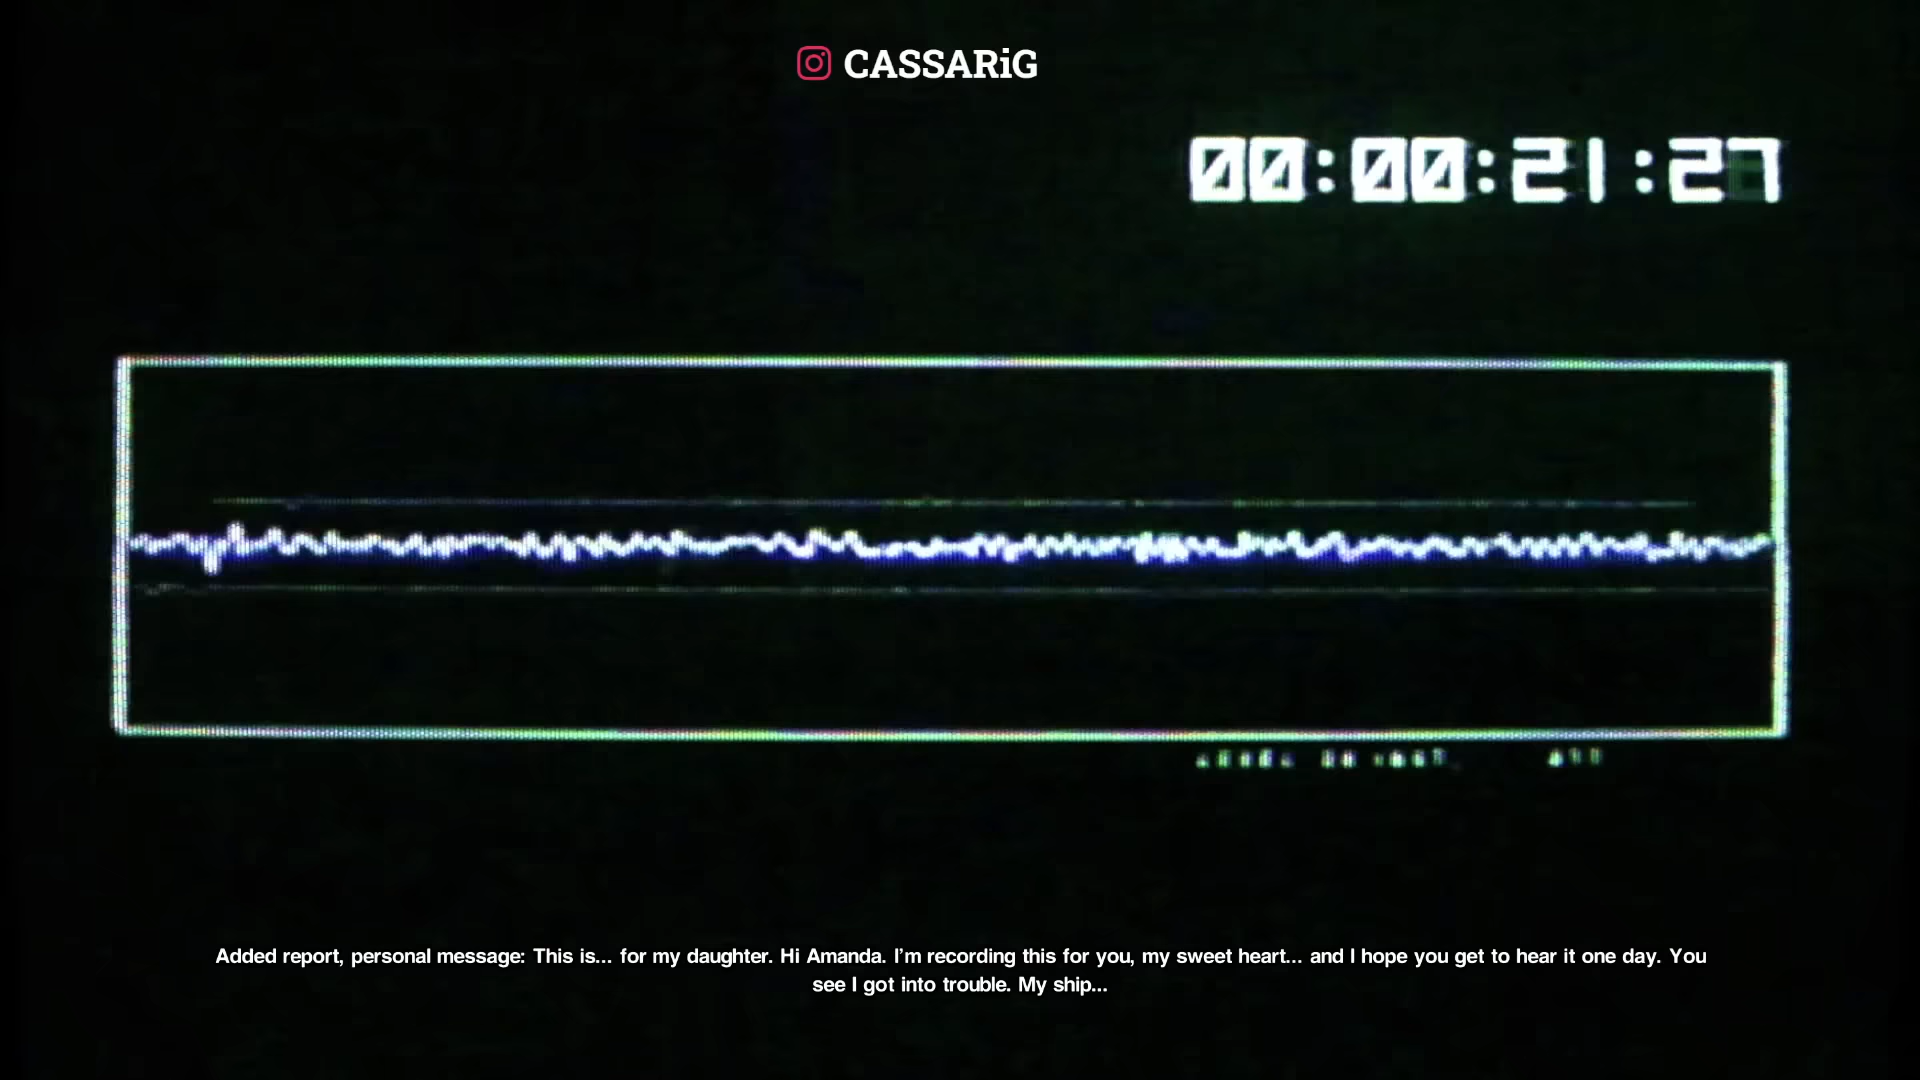 CASSARiG
00:00:21:27
Added report, personal message: This is... for my daughter. Hi Amanda. I'm recording this for you, my sweet heart... and I hope you get to hear it one day. You
see I got into trouble. My ship...